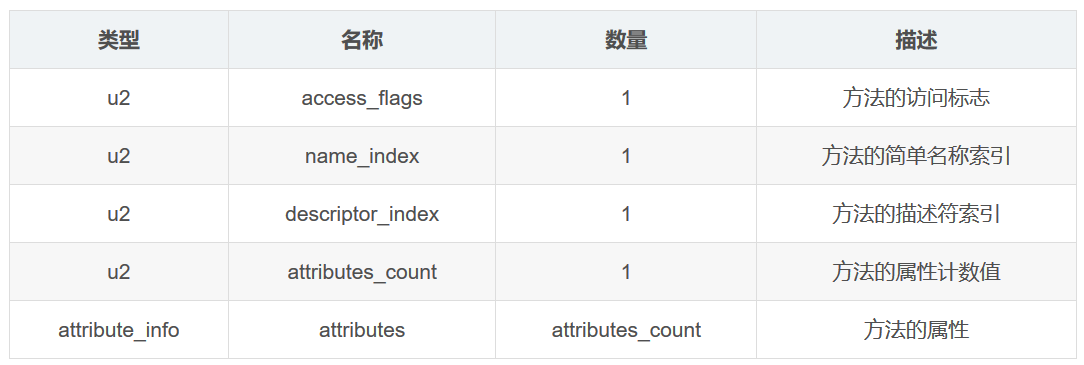 类型 名称 数量 描述
u2 access_flags 1 方法的访问标志
u2 name_index 1 方法的简单名称索引
u2 descriptor_index 1 方法的描述符索引
u2 attributes_count 1 方法的属性计数值
attribute_info attributes attributes_count 方法的属性